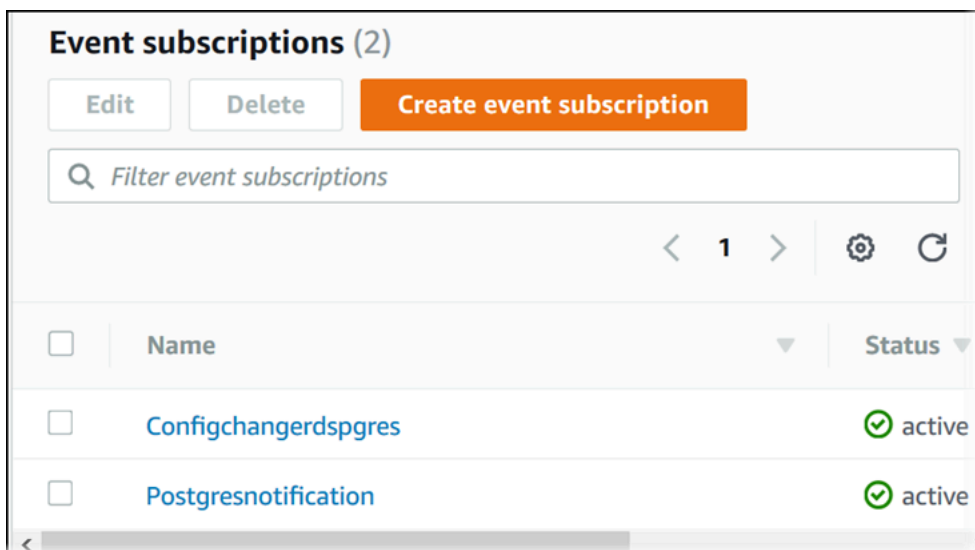 Event subscriptions (2)
Edit Delete Create event subscription
Filter event subscriptions
1
Name Status
Configchangerdspgres active
Postgresnotification active